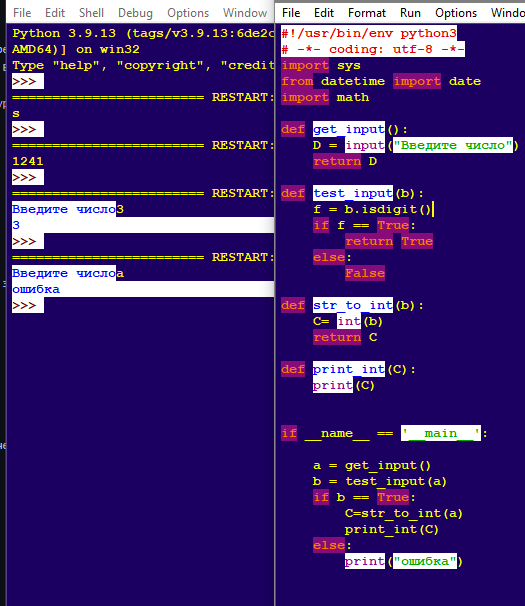 File Shell Debug Options Window
Python 3.9.13 (tags/v3.9.13:6de2c
AMD64)] on win32
Type "help", "copyright", "credit
>>>
======================== RESTART:
s
>>>
======================== RESTART:
1241
>>>
======================== RESTART:
Введите число3
3
>>>
======================== RESTART:
Введите числоа
ошибка
>>>
File Edit Format Run Options Windo
#!/usr/bin/env python3
# -*- coding: utf-8 -*-
import sys
from datetime import date
import math
def get_input():
    D = input("Введите число")
    return D
def test_input(b):
    f = b.isdigit()
    if f == True:
        return True
    else:
        False
def str_to_int(b):
    C= int(b)
    return C
def print_int(C):
    print(C)
if __name__ == '__main__':
    a = get_input()
    b = test_input(a)
    if b == True:
        C=str_to_int(a)
        print_int(C)
    else:
        print("ошибка")